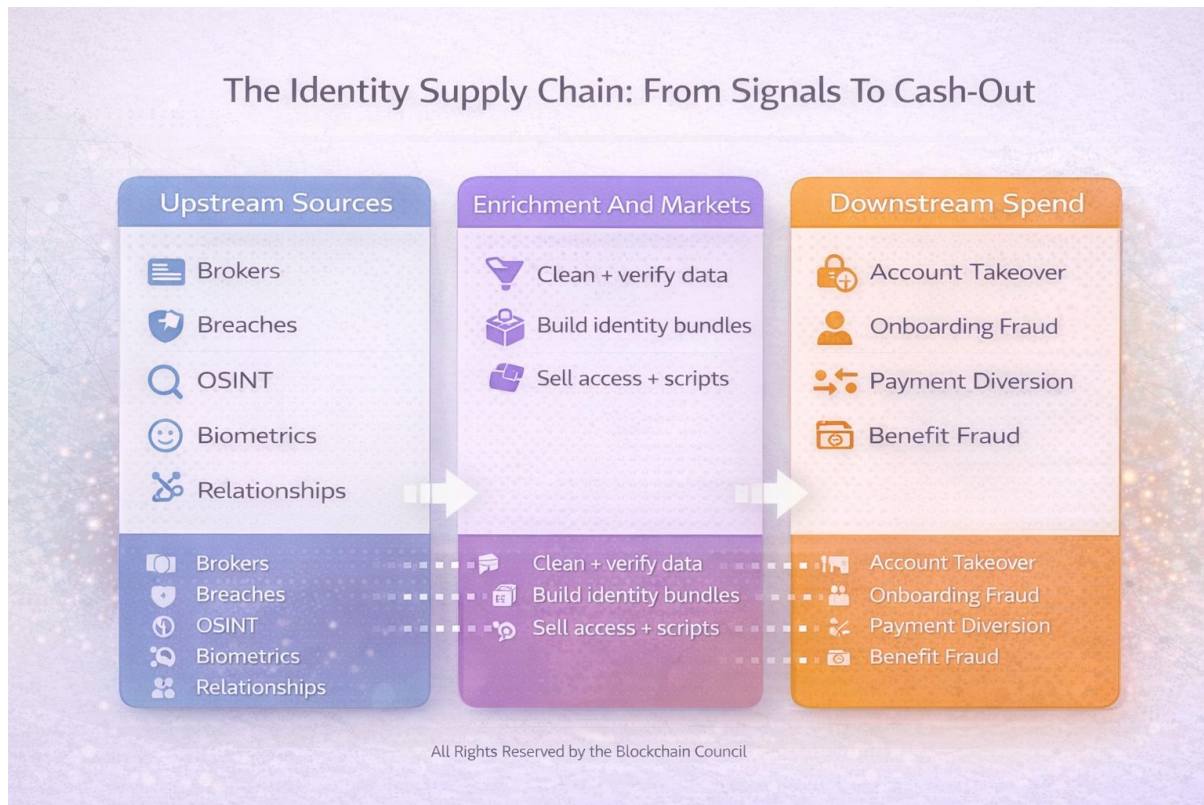 The Identity Supply Chain: From Signals To Cash-Out
Upstream Sources
Brokers
Breaches
OSINT
Biometrics
Relationships
Brokers
Breaches
OSINT
Biometrics
Relationships
Enrichment And Markets
Clean + verify data
Build identity bundles
Sell access + scripts
Clean + verify data
Build identity bundles
Sell access + scripts
Downstream Spend
Account Takeover
Onboarding Fraud
Payment Diversion
Benefit Fraud
Account Takeover
Onboarding Fraud
Payment Diversion
Benefit Fraud
All Rights Reserved by the Blockchain Council